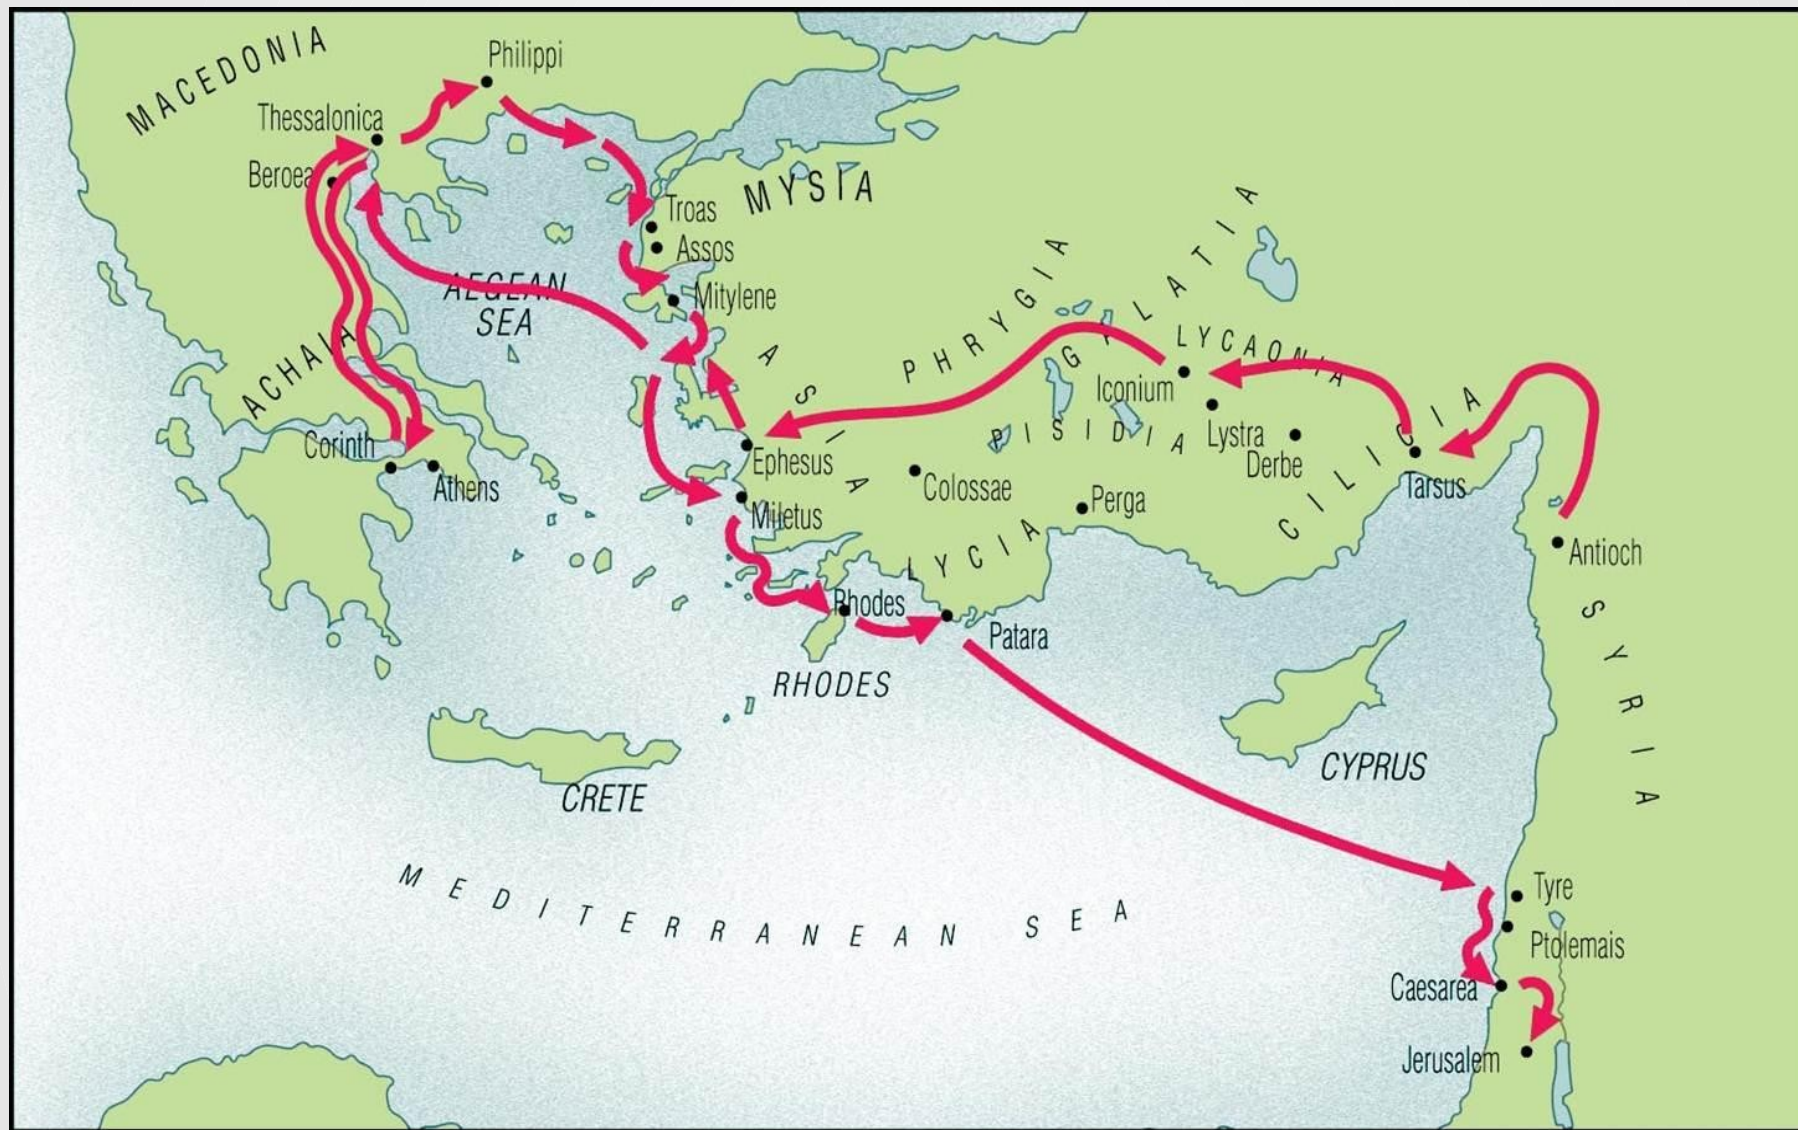 MACEDONIA
Philippi
Thessalonica
Beroea
Troas
MYSIA
Assos
AEGEAN
SEA
Mitylene
ACHAIA
ASIA
PHRYGIA
GALATIA
LYCAONIA
Iconium
PISIDIA
Lystra
Derbe
CILICIA
Tarsus
Corinth
Athens
Ephesus
Colossae
Perga
Miletus
LYCIA
Antioch
Rhodes
Patara
RHODES
SYRIA
CYPRUS
CRETE
MEDITERRANEAN SEA
Tyre
Ptolemais
Caesarea
Jerusalem